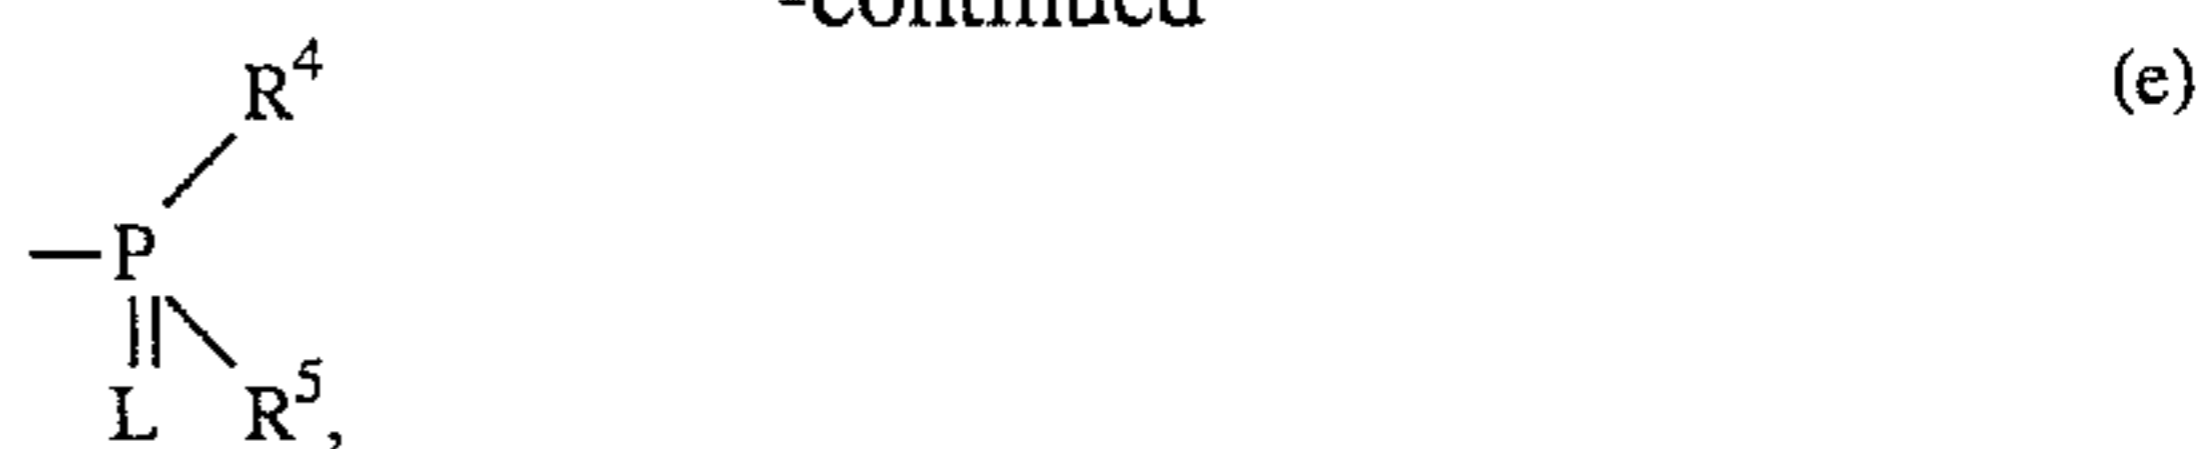 -continued
R4 (e)
—P
L R5,